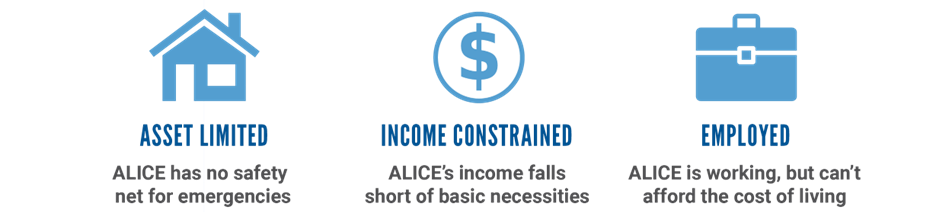 $
ASSET LIMITED
ALICE has no safety
net for emergencies
INCOME CONSTRAINED
ALICE's income falls
short of basic necessities
EMPLOYED
ALICE is working, but can't
afford the cost of living